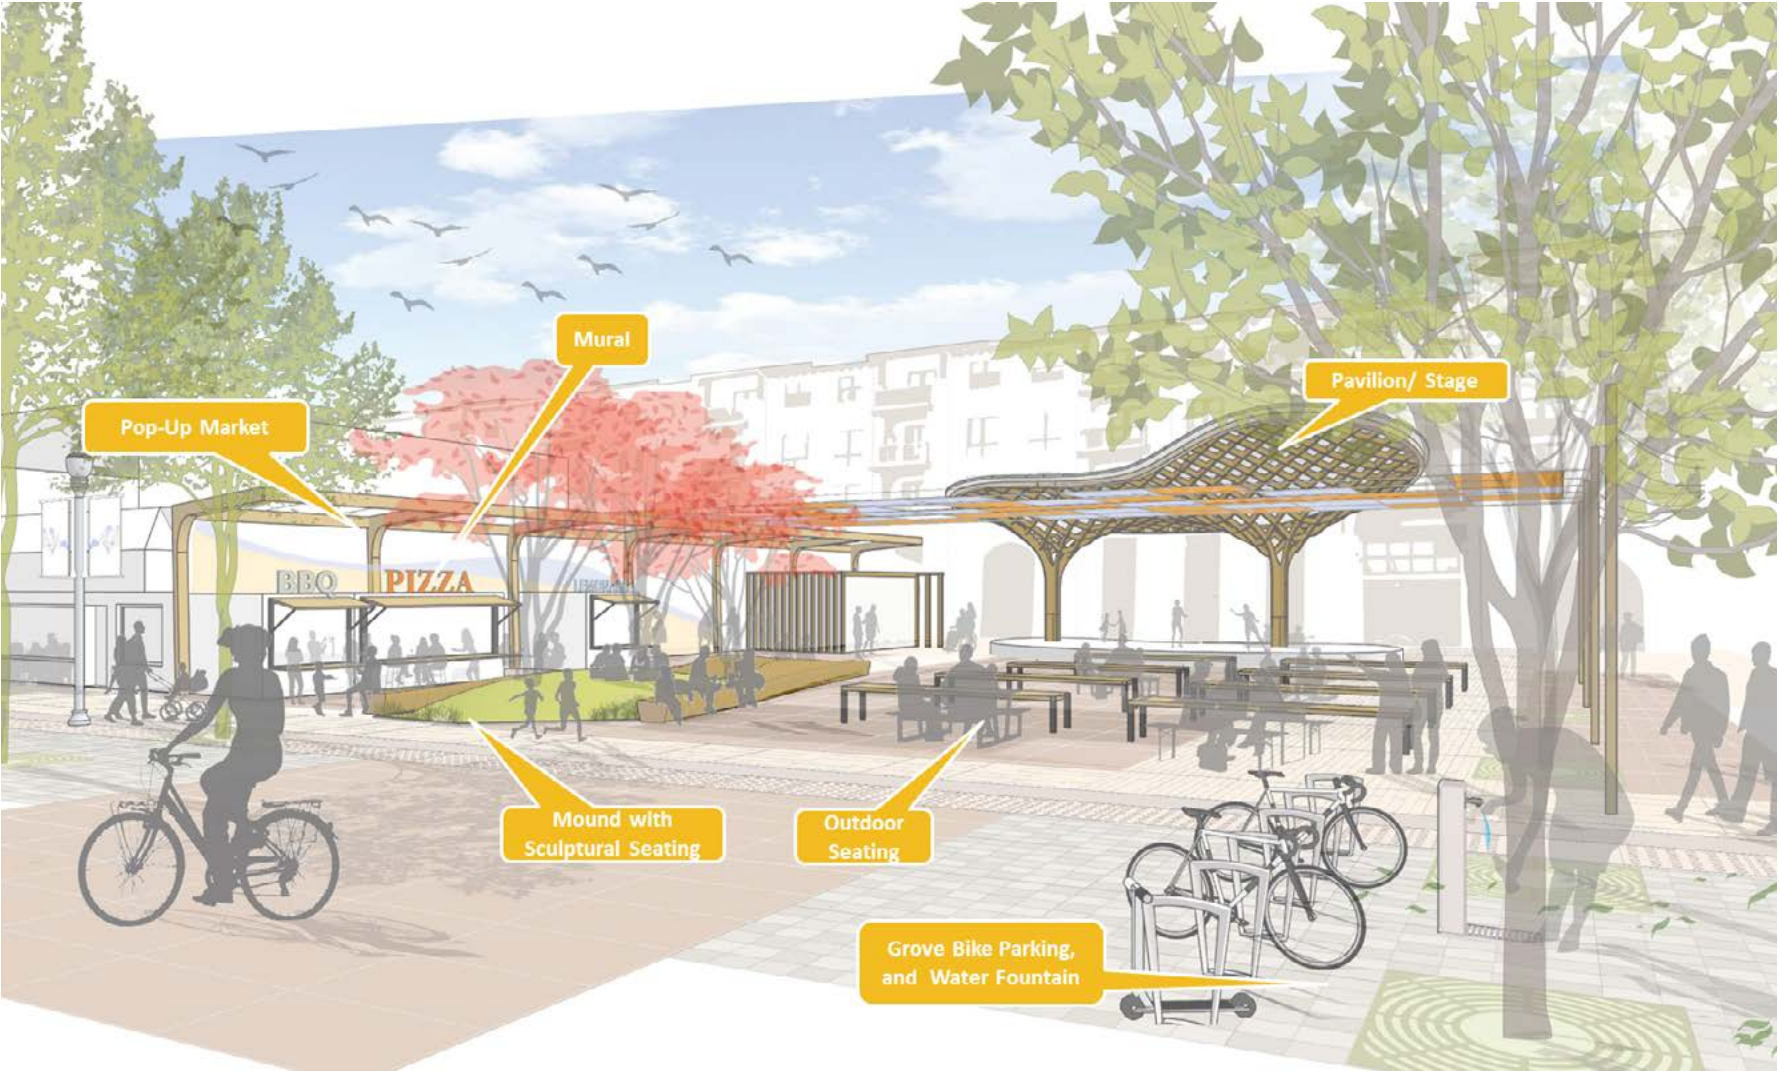 Mural
Pavilion/ Stage
Pop-Up Market
BBQ
PIZZA
Mound with
Sculptural Seating
Outdoor
Seating
Grove Bike Parking,
and Water Fountain